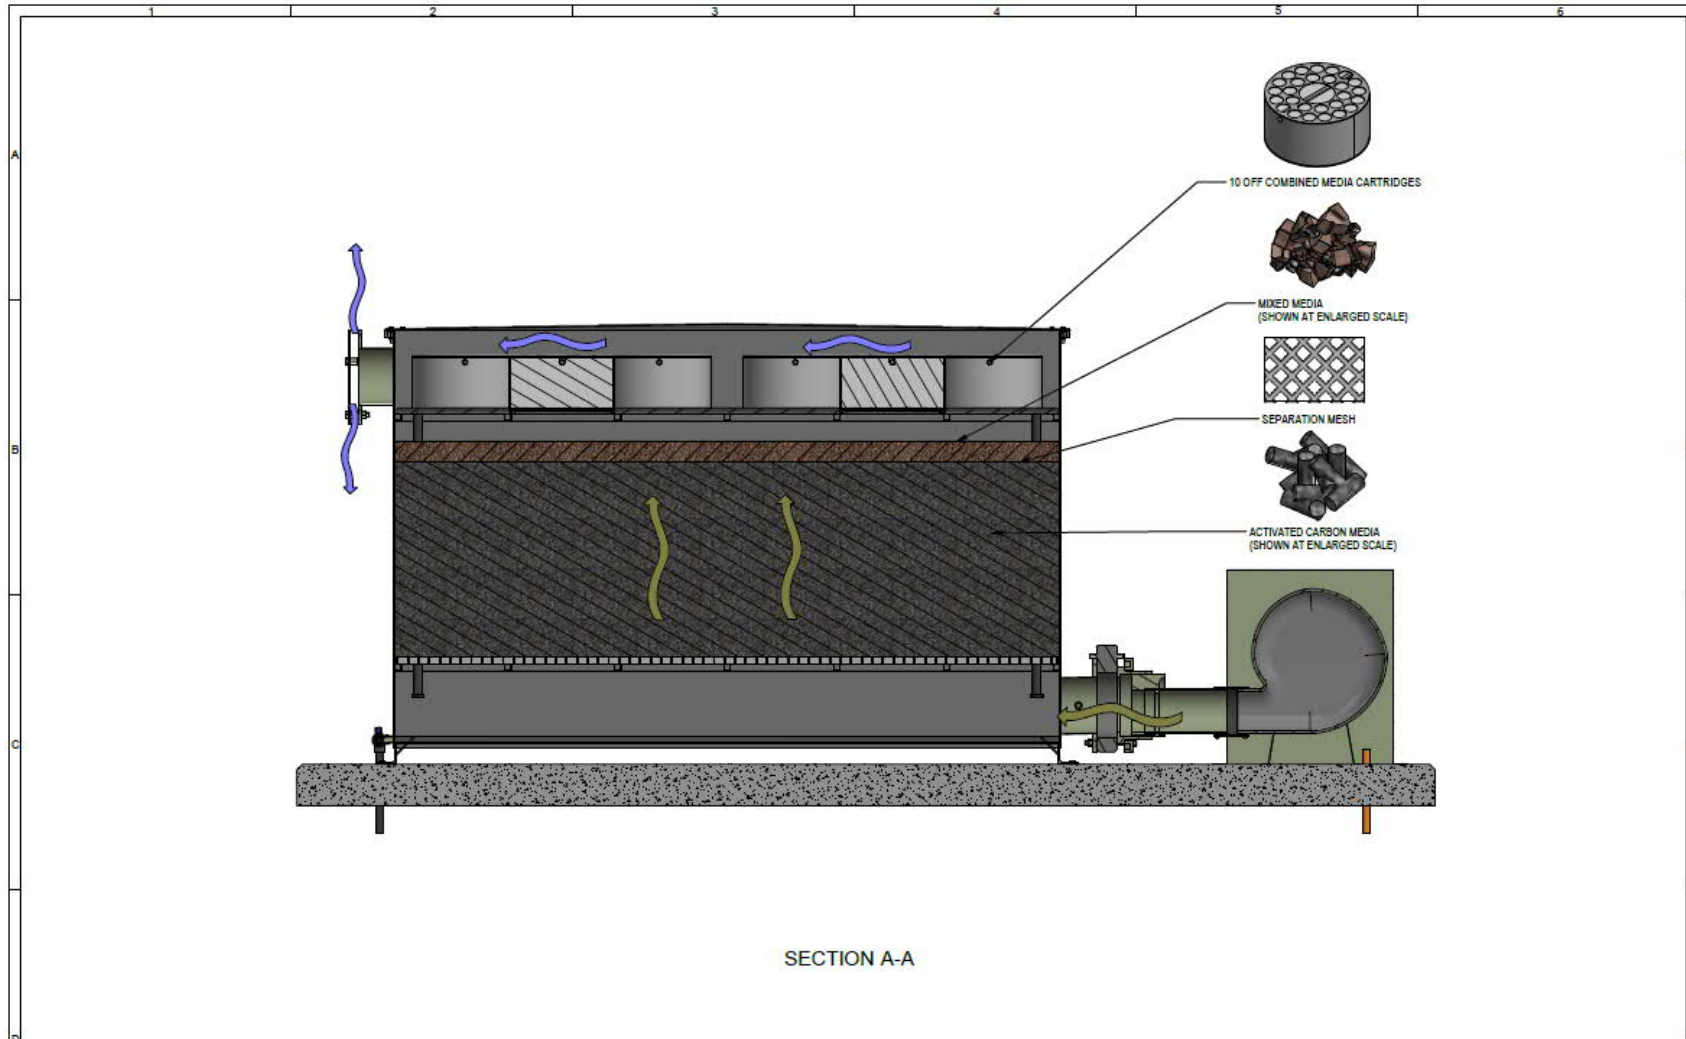 1 2 3 4 5 6
A
10 OFF COMBINED MEDIA CARTRIDGES
MIXED MEDIA
(SHOWN AT ENLARGED SCALE)
SEPARATION MESH
B
ACTIVATED CARBON MEDIA
(SHOWN AT ENLARGED SCALE)
C
SECTION A-A
D